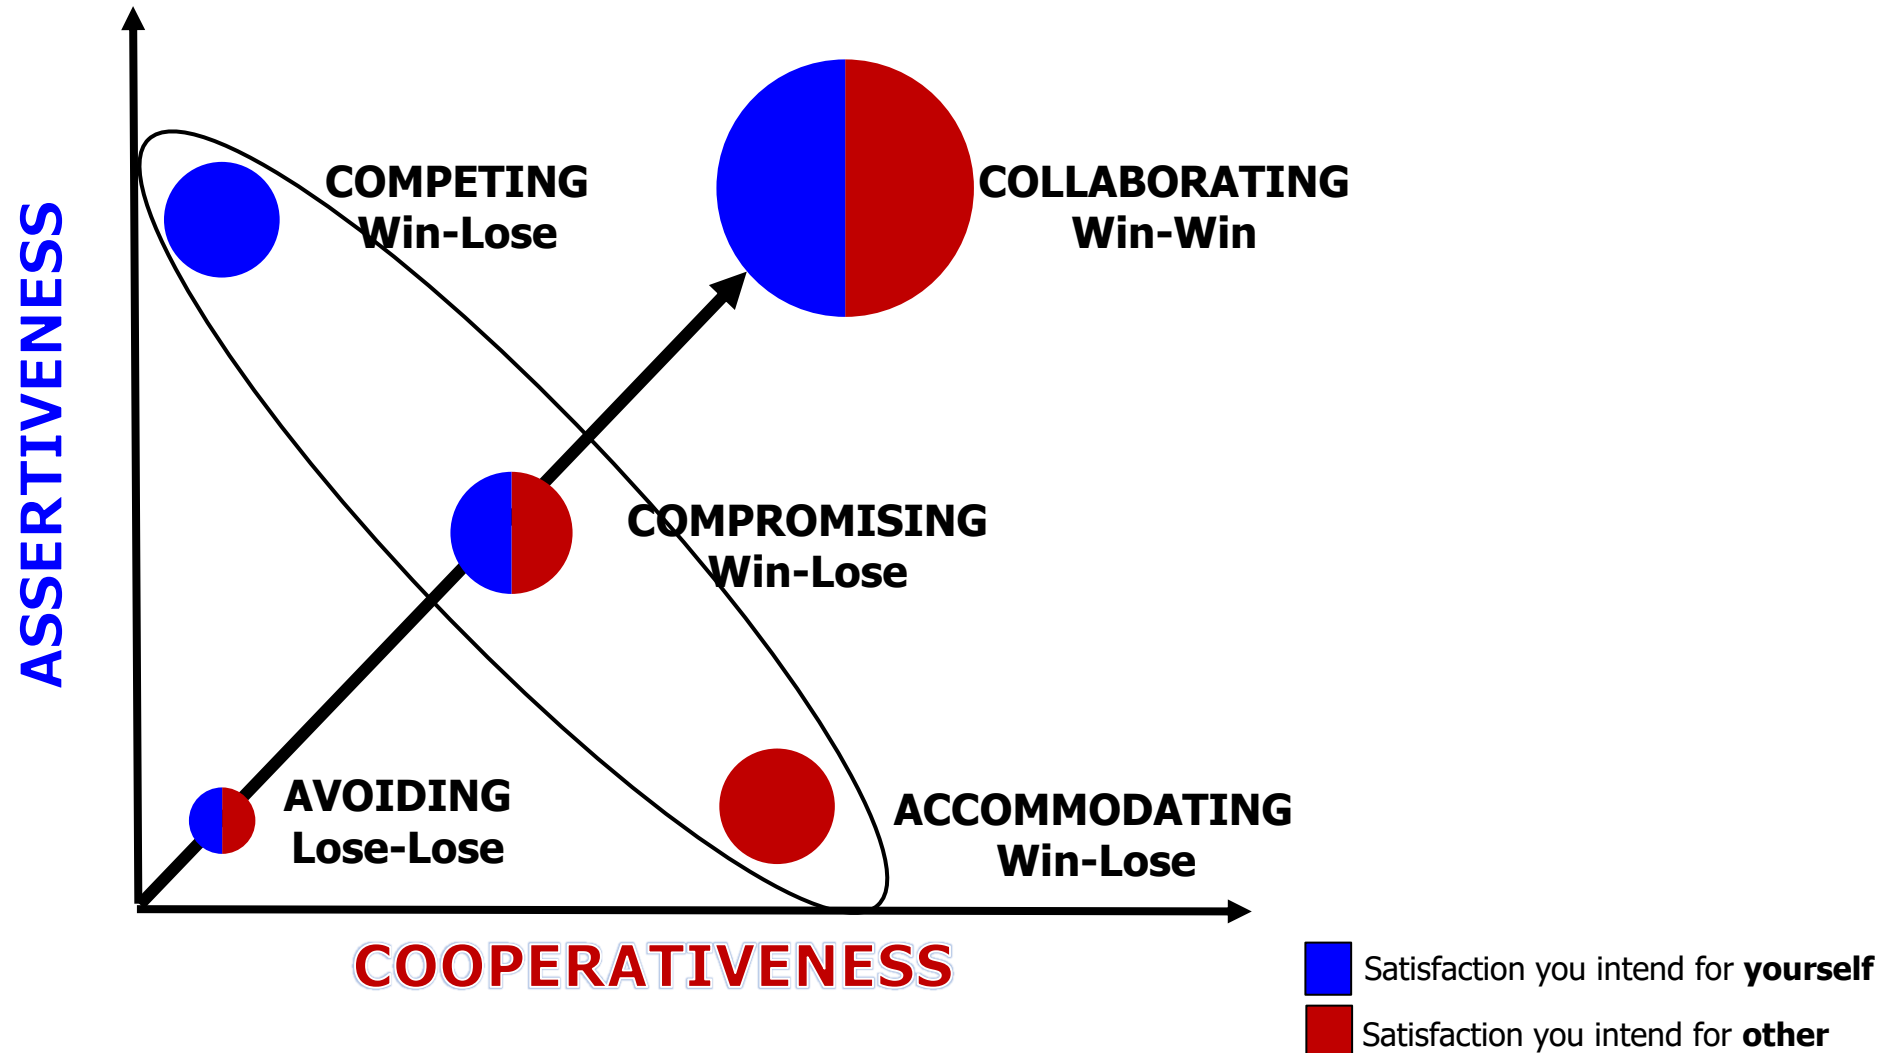 ASSERTIVENESS
COMPETING
Win-Lose
COLLABORATING
Win-Win
COMPROMISING
Win-Lose
AVOIDING
Lose-Lose
ACCOMMODATING
Win-Lose
COOPERATIVENESS
Satisfaction you intend for yourself
Satisfaction you intend for other